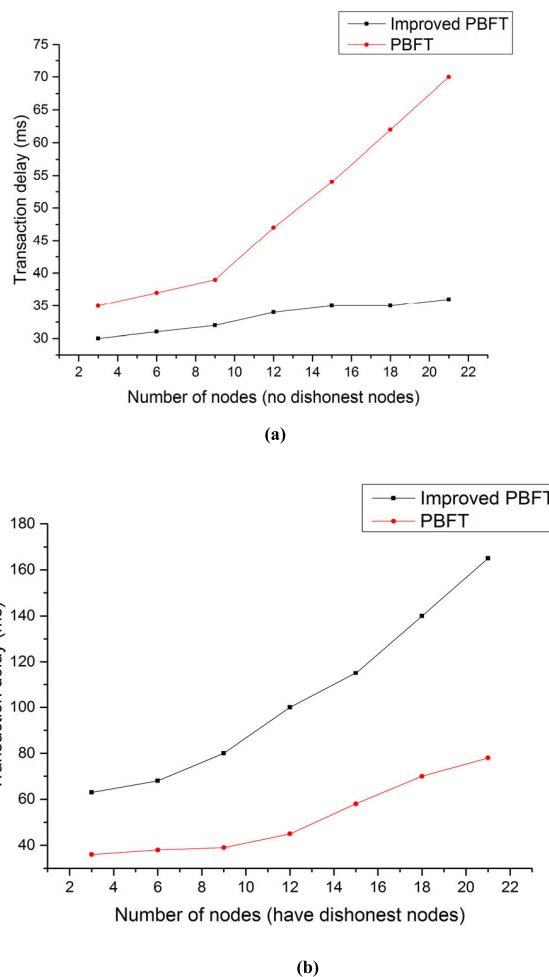 Improved PBFT
PBFT
75
70
65
60
55
50
45
40
35
30
Transaction delay (ms)
2 4 6 8 10 12 14 16 18 20 22
Number of nodes (no dishonest nodes)
(a)
Improved PBFT
PBFT
180
160
140
120
100
80
60
40
2 4 6 8 10 12 14 16 18 20 22
Number of nodes (have dishonest nodes)
(b)